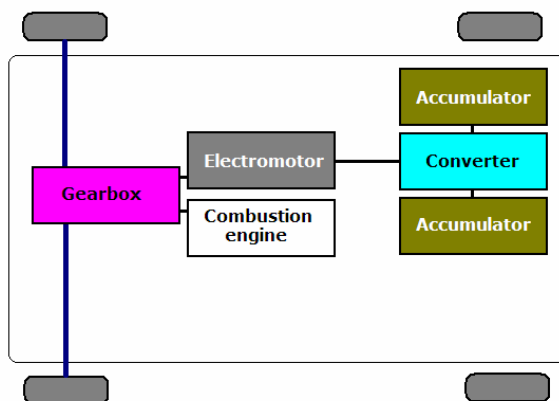 Accumulator
Electromotor
Converter
Gearbox
Combustion
engine
Accumulator